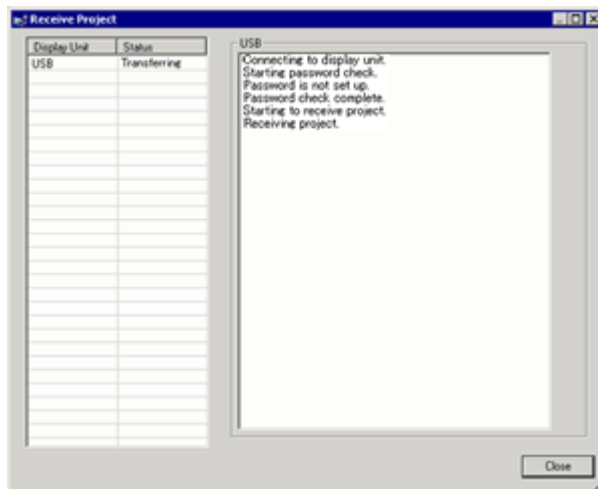 Receive Project
Display Unit Status
USB Transferring
USB
Connecting to display unit.
Starting password check.
Password is not set up.
Password check complete.
Starting to receive project.
Receiving project.
Close